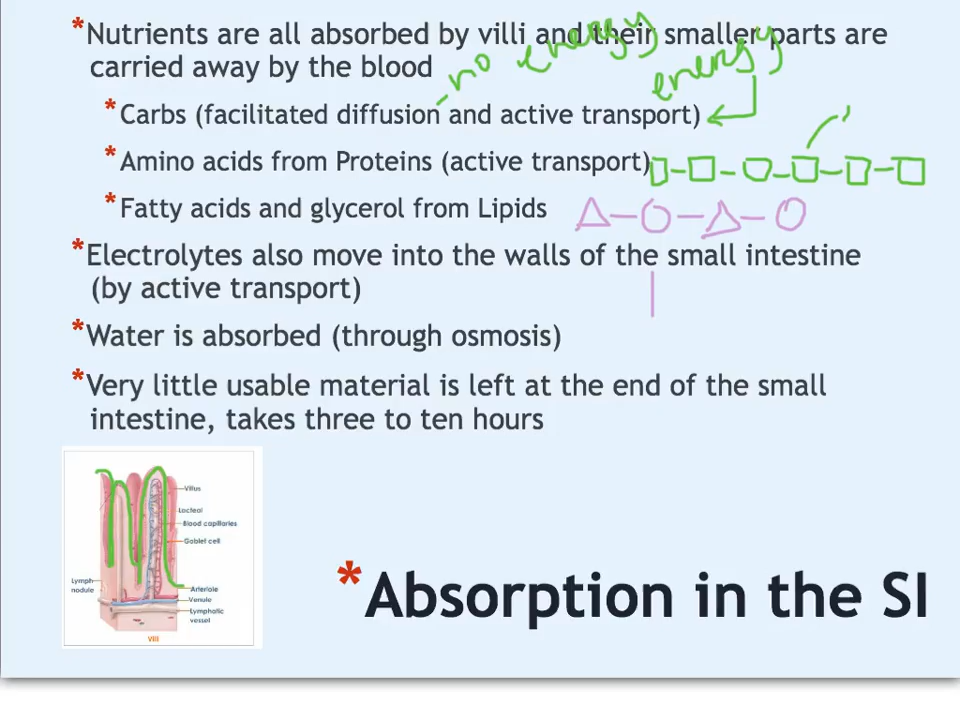 *Nutrients are all absorbed by villi and their smaller parts are
carried away by the blood
no energy
energy
*Carbs (facilitated diffusion and active transport)
*Amino acids from Proteins (active transport)
*Fatty acids and glycerol from Lipids
*Electrolytes also move into the walls of the small intestine
(by active transport)
*Water is absorbed (through osmosis)
*Very little usable material is left at the end of the small
intestine, takes three to ten hours
Villus
Lacteal
Blood capillaries
Goblet cell
Lymph
nodule
Arteriole
Venule
Lymphatic
vessel
VIII
*Absorption in the SI